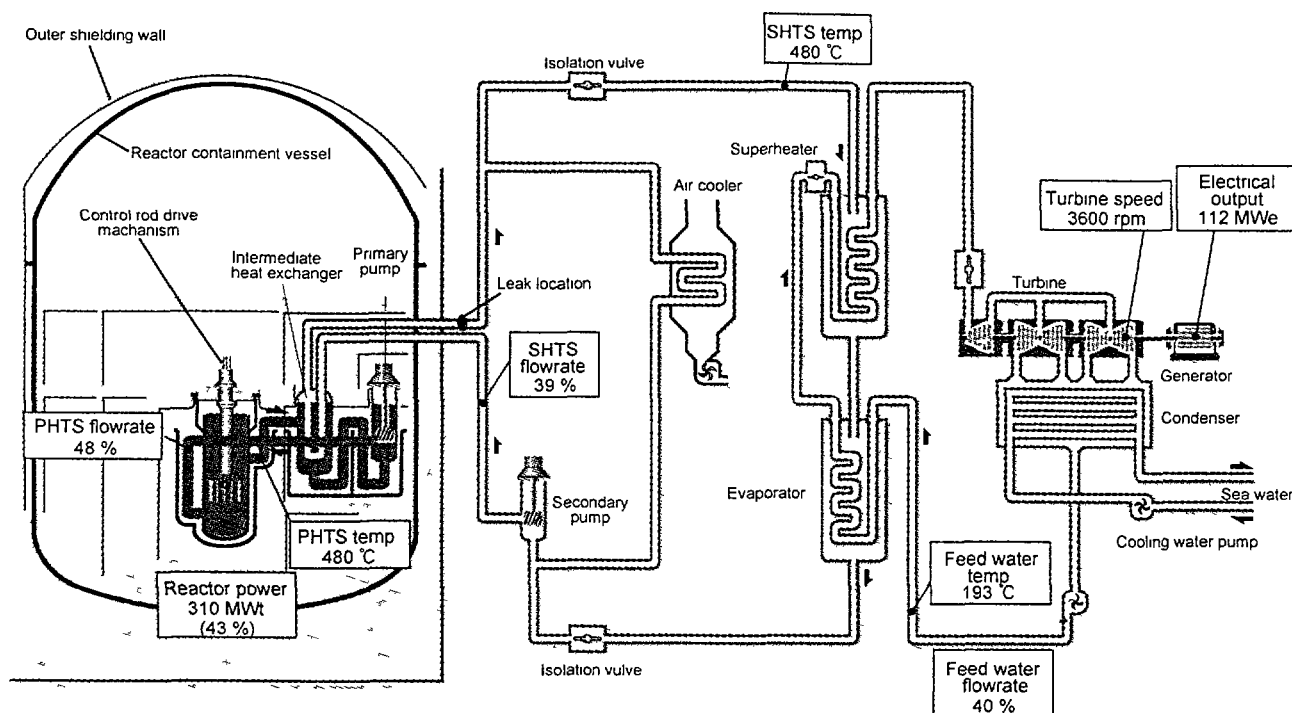 Outer shielding wall
Reactor containment vessel
Control rod drive
machanism
Intermediate
heat exchanger
Primary
pump
Leak location
Isolation vulve
SHTS temp
480 ℃
Superheater
Air cooler
Turbine speed
3600 rpm
Electrical
output
112 MWe
Turbine
Generator
Condenser
Sea water
Cooling water pump
SHTS
flowrate
39 %
PHTS flowrate
48 %
PHTS temp
480 ℃
Reactor power
310 MWt
(43 %)
Secondary
pump
Evaporator
Isolation vulve
Feed water
temp
193 ℃
Feed water
flowrate
40 %